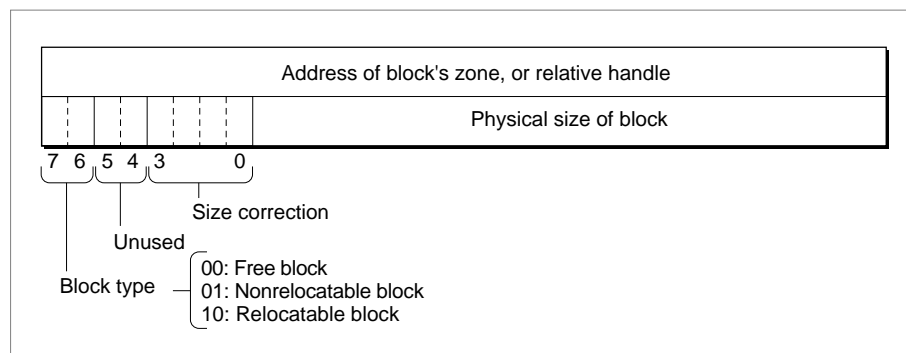 Address of block's zone, or relative handle
Physical size of block
7 6 5 4 3 0
Size correction
Unused
00: Free block
Block type
01: Nonrelocatable block
10: Relocatable block